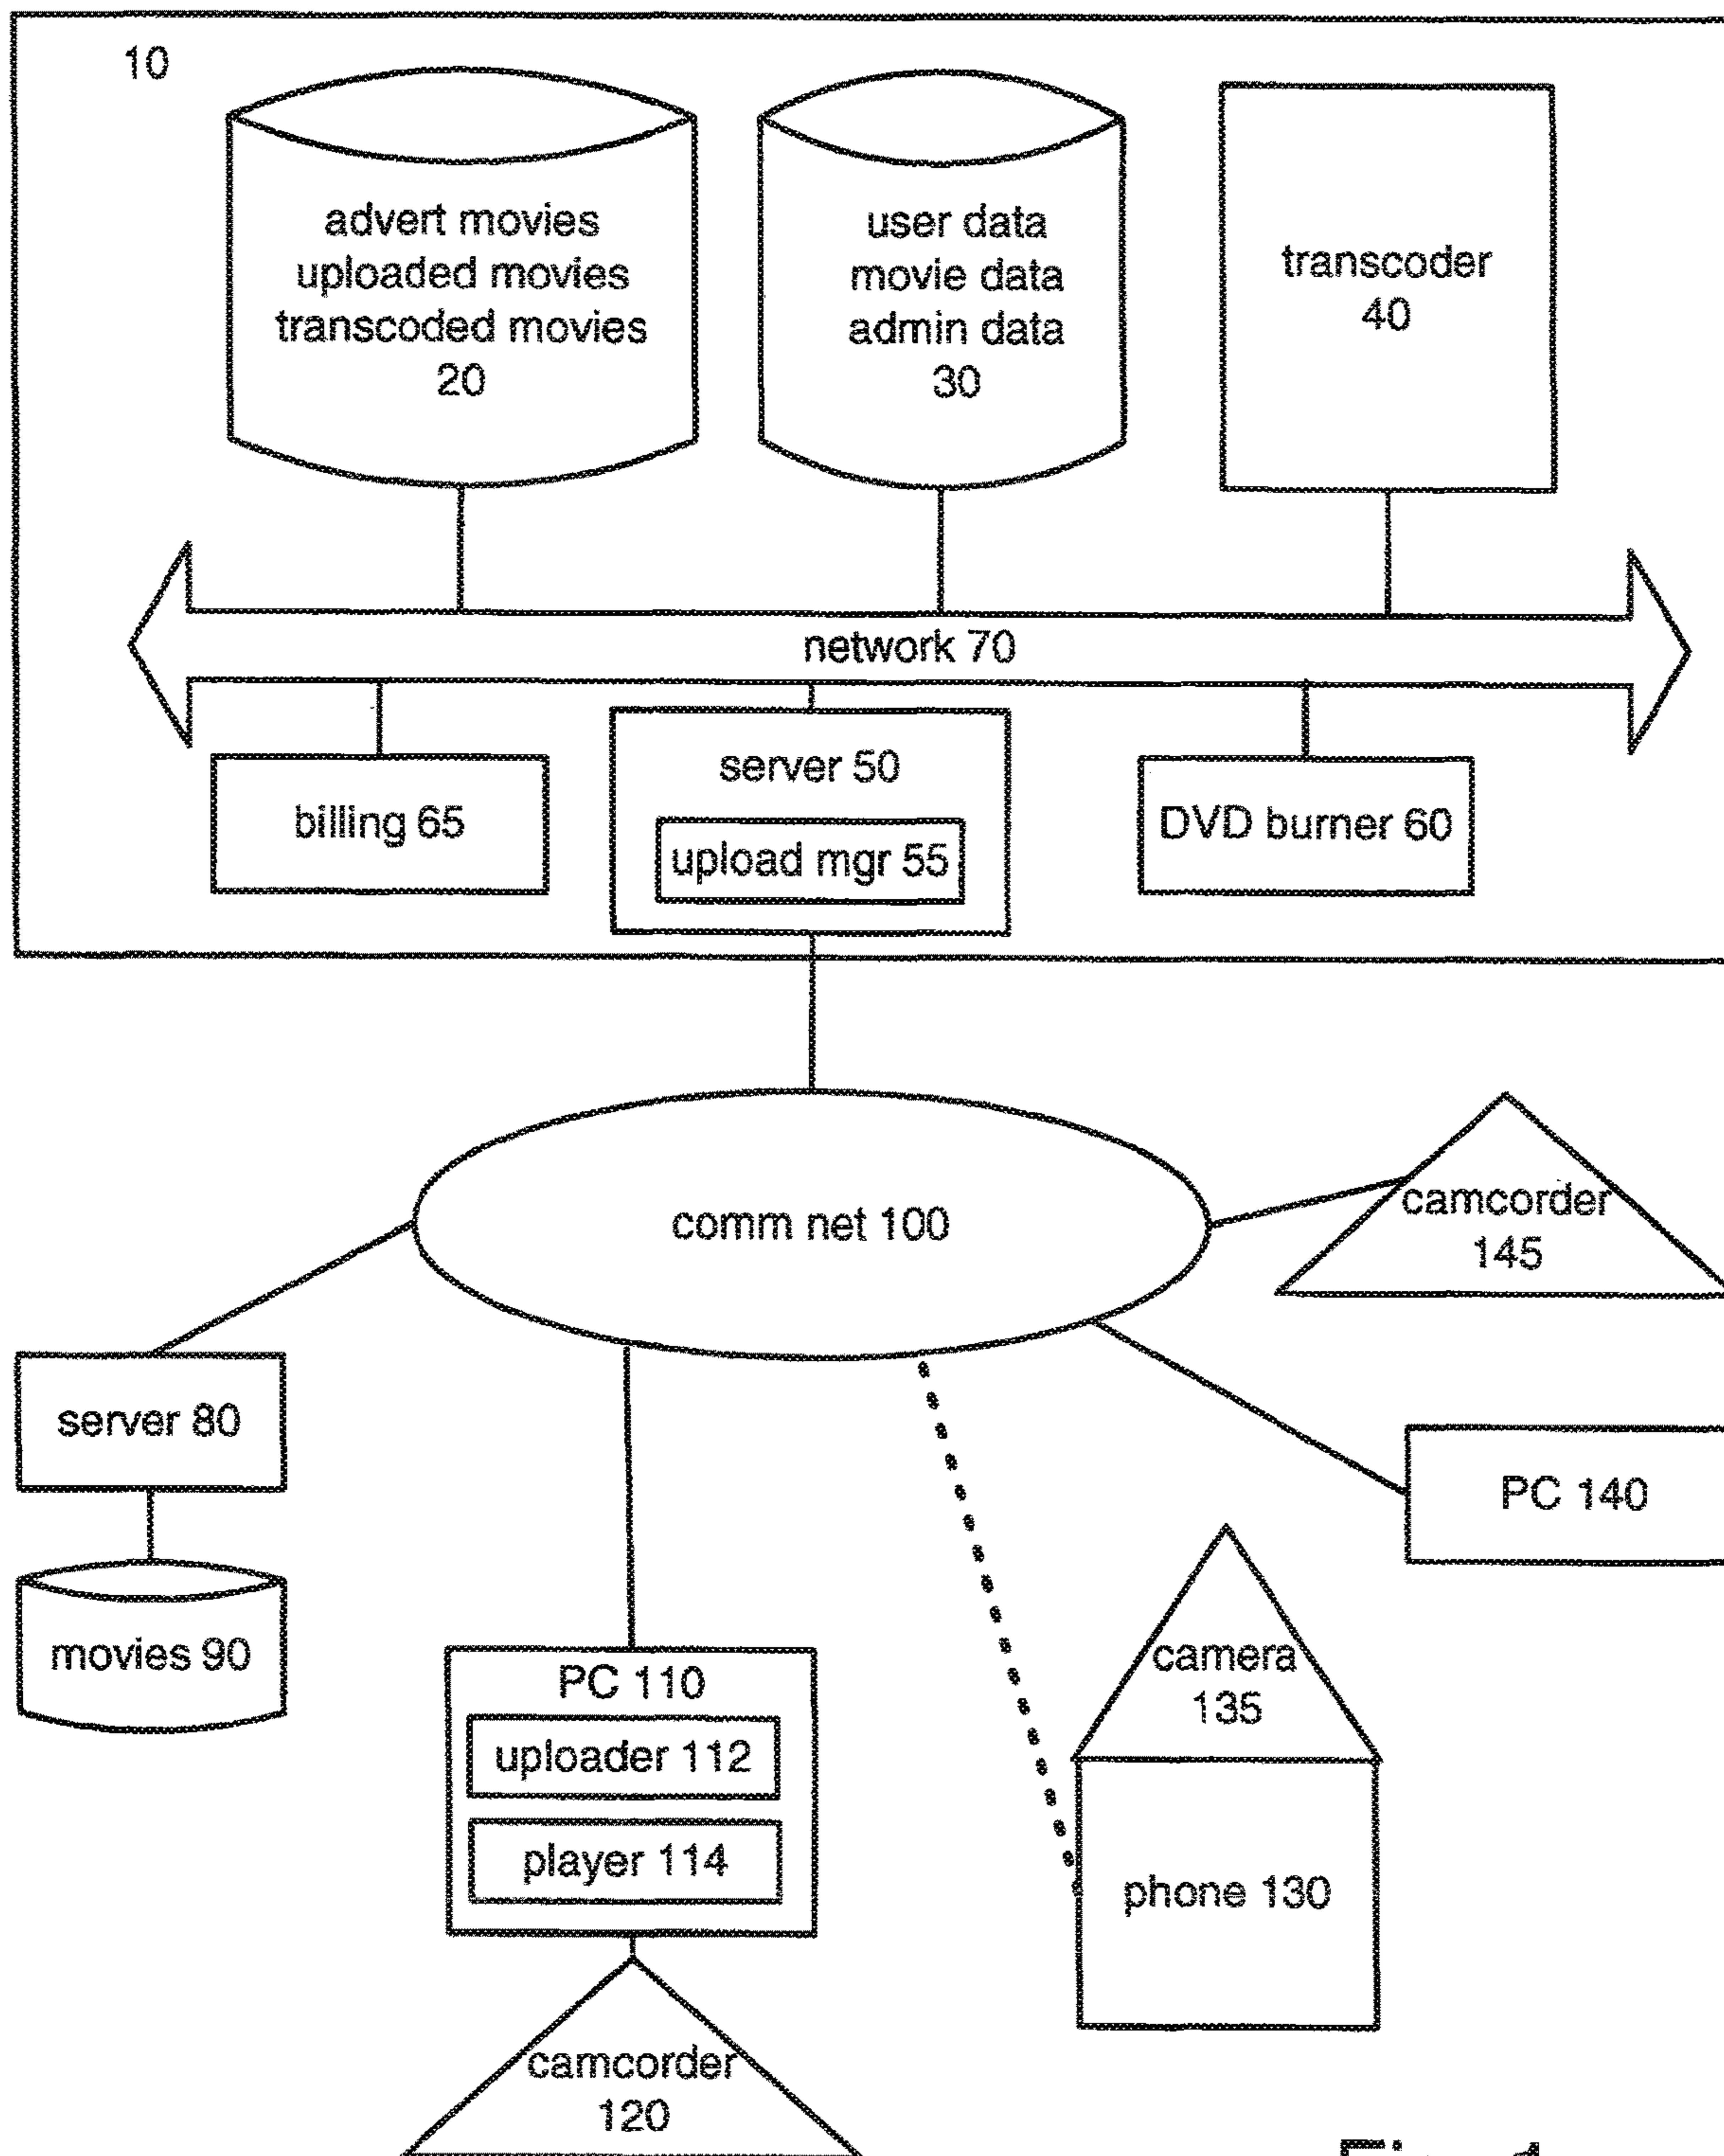 10
advert movies
uploaded movies
transcoded movies
20
user data
movie data
admin data
30
transcoder
40
network 70
billing 65
server 50
upload mgr 55
DVD burner 60
comm net 100
camcorder
145
server 80
PC 140
movies 90
camera
135
PC 110
uploader 112
player 114
phone 130
camcorder
120